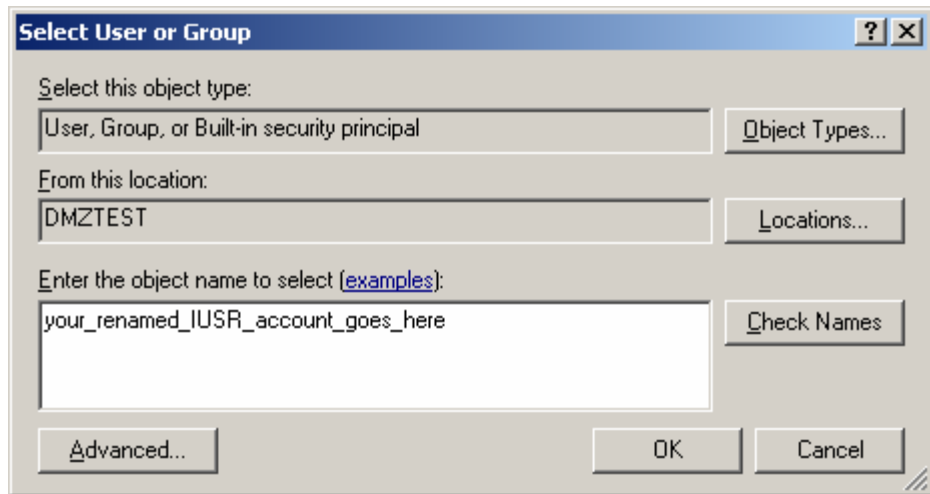 Select User or Group
Select this object type:
User, Group, or Built-in security principal
Object Types...
From this location:
DMZTEST
Locations...
Enter the object name to select (examples):
your_renamed_IUSR_account_goes_here
Check Names
Advanced...
OK
Cancel